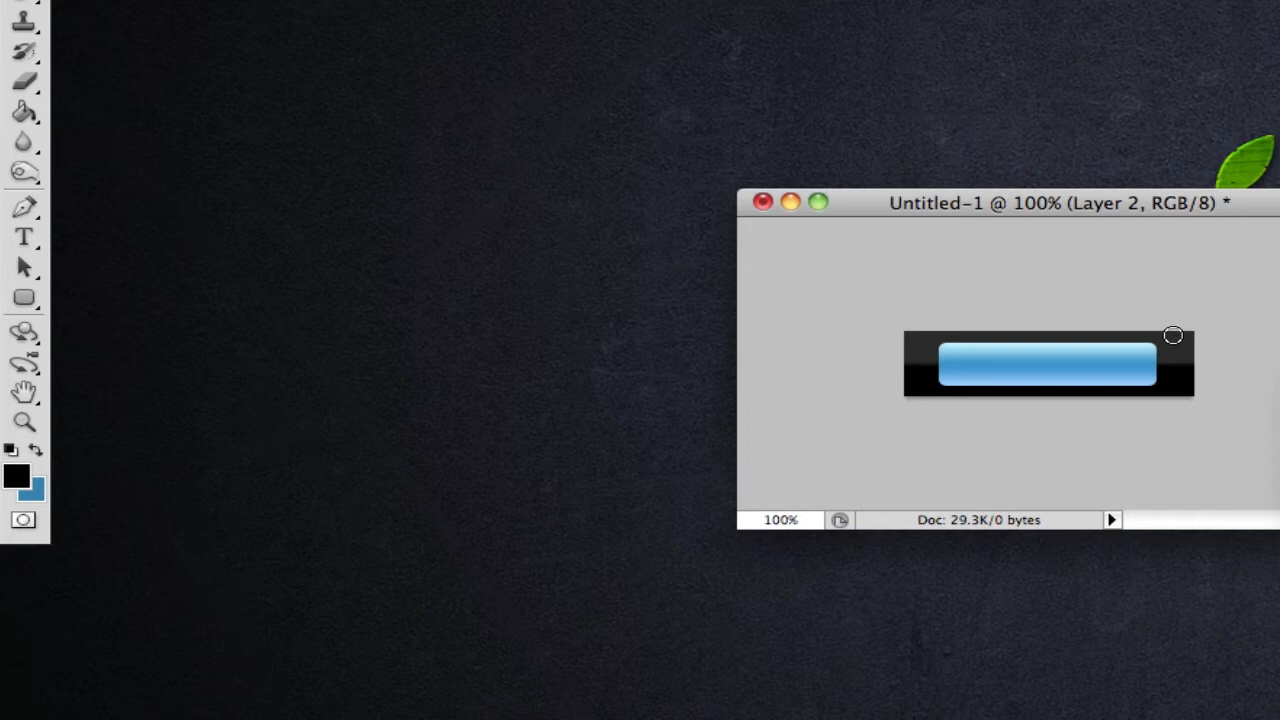 Untitled-1 @ 100% (Layer 2, RGB/8) *
T
100%
Doc: 29.3K/0 bytes